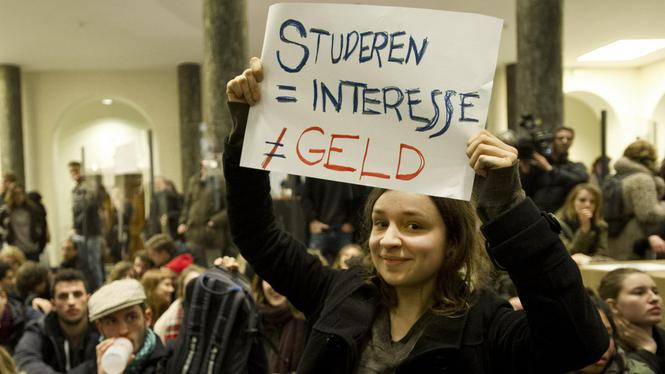 STUDEREN
= INTERESSE
≠ GELD